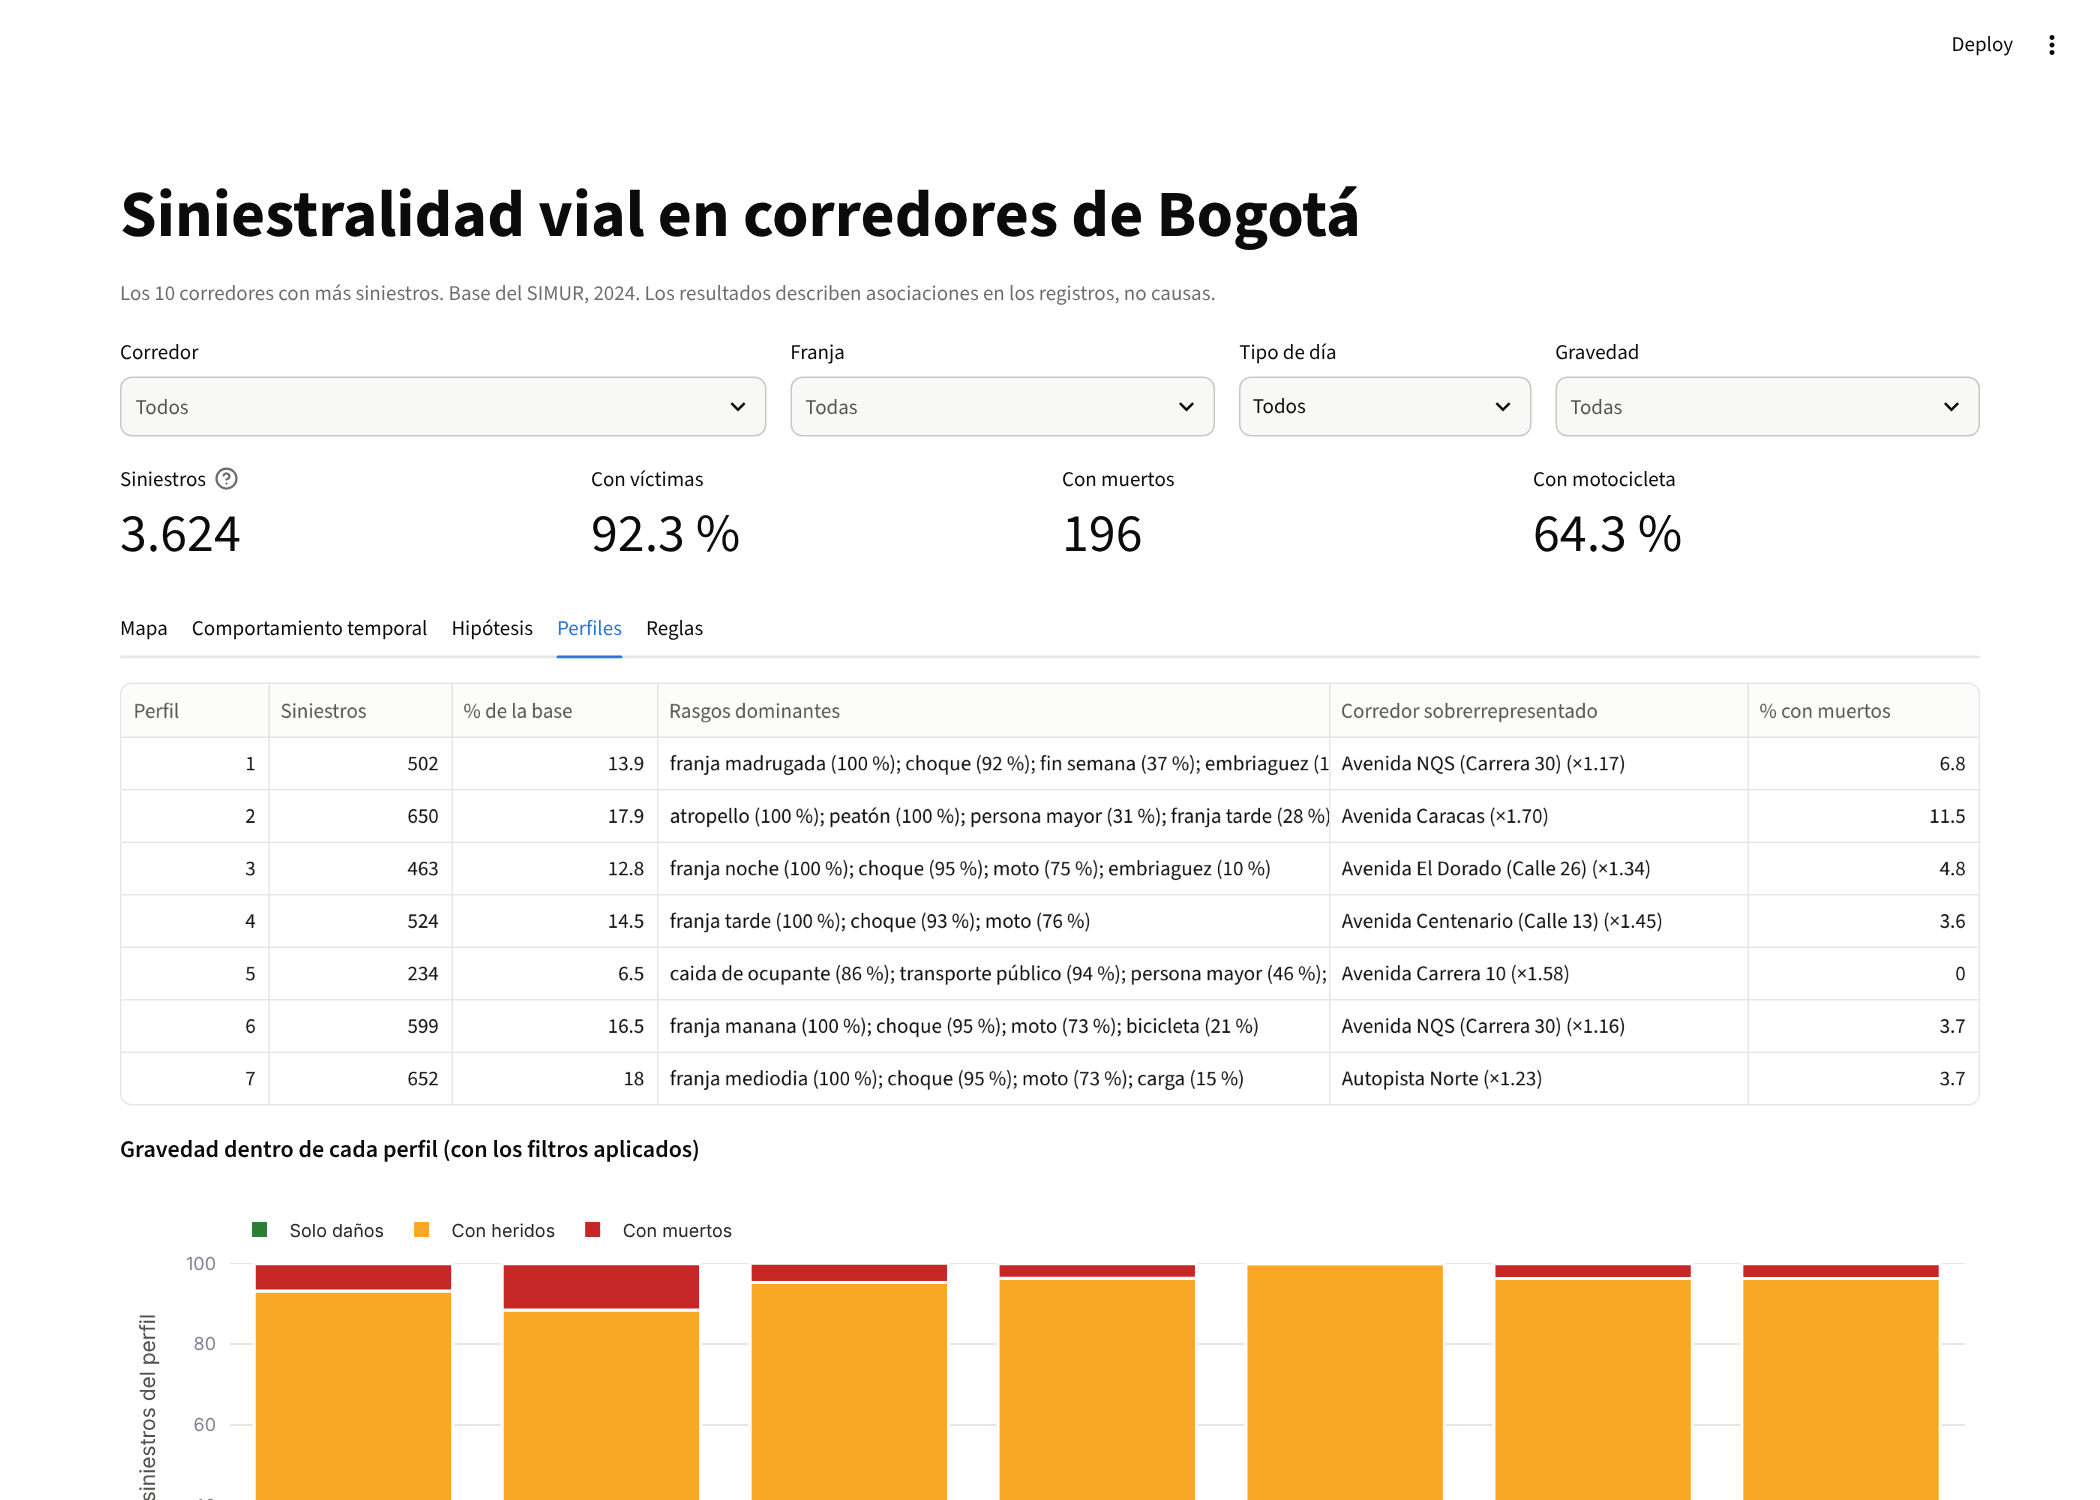 Deploy
Siniestralidad vial en corredores de Bogotá
Los 10 corredores con más siniestros. Base del SIMUR, 2024. Los resultados describen asociaciones en los registros, no causas.
Corredor Franja Tipo de día Gravedad
Todos Todas Todos Todas
Siniestros Con víctimas Con muertos Con motocicleta
3.624 92.3 % 196 64.3 %
Mapa Comportamiento temporal Hipótesis Perfiles Reglas
Perfil Siniestros % de la base Rasgos dominantes Corredor sobrerrepresentado % con muertos
1 502 13.9 franja madrugada (100 %); choque (92 %); fin semana (37 %); embriaguez (1 Avenida NQS (Carrera 30) (×1.17) 6.8
2 650 17.9 atropello (100 %); peatón (100 %); persona mayor (31 %); franja tarde (28 %) Avenida Caracas (×1.70) 11.5
3 463 12.8 franja noche (100 %); choque (95 %); moto (75 %); embriaguez (10 %) Avenida El Dorado (Calle 26) (×1.34) 4.8
4 524 14.5 franja tarde (100 %); choque (93 %); moto (76 %) Avenida Centenario (Calle 13) (×1.45) 3.6
5 234 6.5 caida de ocupante (86 %); transporte público (94 %); persona mayor (46 %); Avenida Carrera 10 (×1.58) 0
6 599 16.5 franja manana (100 %); choque (95 %); moto (73 %); bicicleta (21 %) Avenida NQS (Carrera 30) (×1.16) 3.7
7 652 18 franja mediodia (100 %); choque (95 %); moto (73 %); carga (15 %) Autopista Norte (×1.23) 3.7
Gravedad dentro de cada perfil (con los filtros aplicados)
Solo daños Con heridos Con muertos
100
80
60
siniestros del perfil